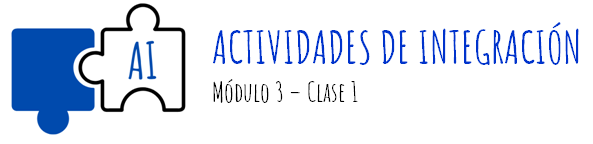 AI
ACTIVIDADES DE INTEGRACIÓN
Módulo 3 – Clase 1